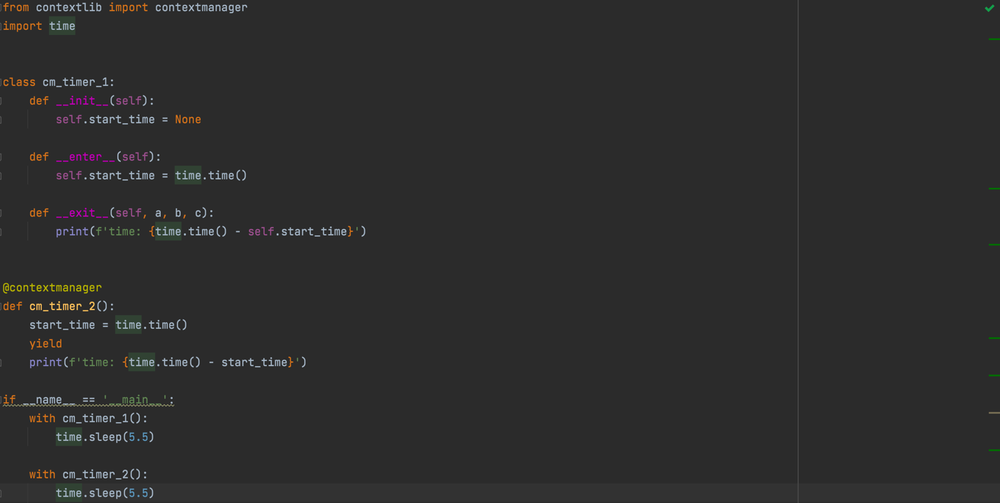 from contextlib import contextmanager
import time
class cm_timer_1:
    def __init__(self):
        self.start_time = None
    def __enter__(self):
        self.start_time = time.time()
    def __exit__(self, a, b, c):
        print(f'time: {time.time() - self.start_time}')
@contextmanager
def cm_timer_2():
    start_time = time.time()
    yield
    print(f'time: {time.time() - start_time}')
if __name__ == '__main__':
    with cm_timer_1():
        time.sleep(5.5)
    with cm_timer_2():
        time.sleep(5.5)